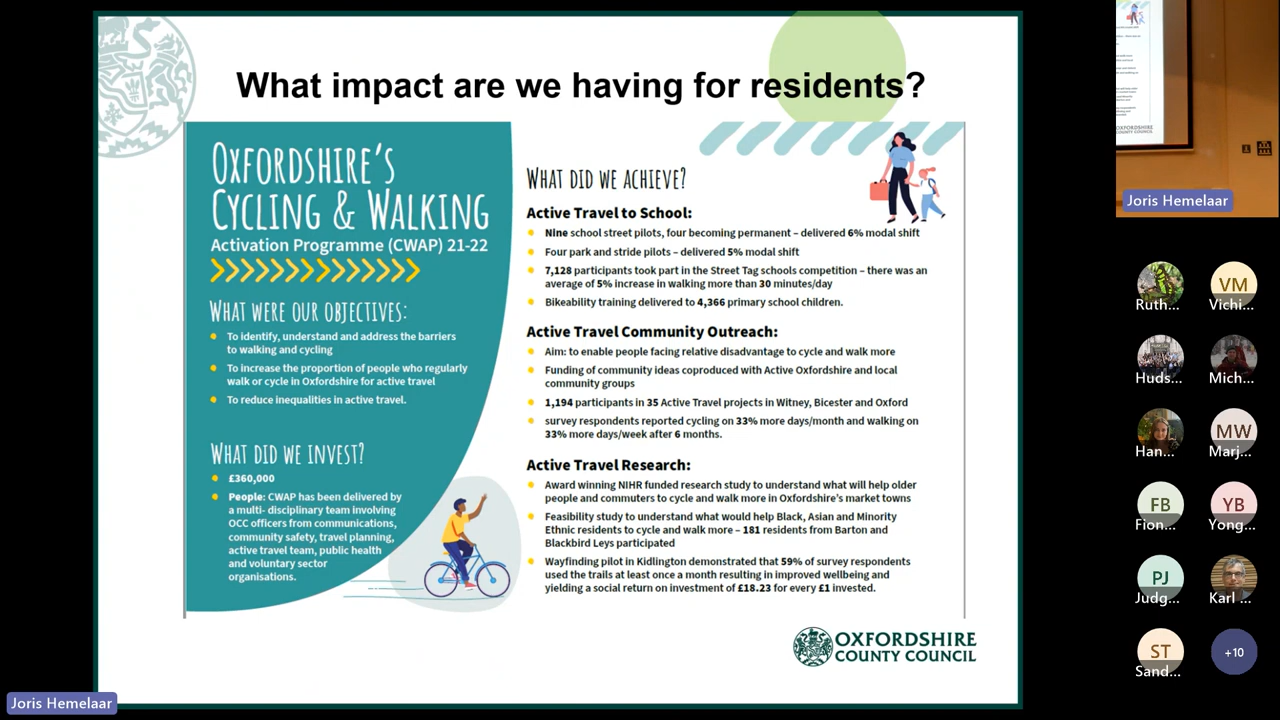 What impact are we having for residents?
OXFORDSHIRE'S
CYCLING & WALKING
Activation Programme (CWAP) 21-22
WHAT WERE OUR OBJECTIVES:
To identify, understand and address the barriers
to walking and cycling
To increase the proportion of people who regularly
walk or cycle in Oxfordshire for active travel
To reduce inequalities in active travel.
WHAT DID WE INVEST?
£360,000
People: CWAP has been delivered by
a multi- disciplinary team involving
OCC officers from communications,
community safety, travel planning,
active travel team, public health
and voluntary sector
organisations.
WHAT DID WE ACHIEVE?
Active Travel to School:
Nine school street pilots, four becoming permanent – delivered 6% modal shift
Four park and stride pilots – delivered 5% modal shift
7,128 participants took part in the Street Tag schools competition – there was an
average of 5% increase in walking more than 30 minutes/day
Bikeability training delivered to 4,366 primary school children.
Active Travel Community Outreach:
Aim: to enable people facing relative disadvantage to cycle and walk more
Funding of community ideas coproduced with Active Oxfordshire and local
community groups
1,194 participants in 35 Active Travel projects in Witney, Bicester and Oxford
survey respondents reported cycling on 33% more days/month and walking on
33% more days/week after 6 months.
Active Travel Research:
Award winning NIHR funded research study to understand what will help older
people and commuters to cycle and walk more in Oxfordshire's market towns
Feasibility study to understand what would help Black, Asian and Minority
Ethnic residents to cycle and walk more – 181 residents from Barton and
Blackbird Leys participated
Wayfinding pilot in Kidlington demonstrated that 59% of survey respondents
used the trails at least once a month resulting in improved wellbeing and
yielding a social return on investment of £18.23 for every £1 invested.
OXFORDSHIRE
COUNTY COUNCIL
Joris Hemelaar
OXFORDSHIRE
COUNTY COUNCIL
Joris Hemelaar
Ruth...
VM
Vichi...
Huds...
Mich...
Han...
MW
Marj...
FB
Fion...
YB
Yong...
PJ
Judg...
Karl ...
ST
Sand...
+10